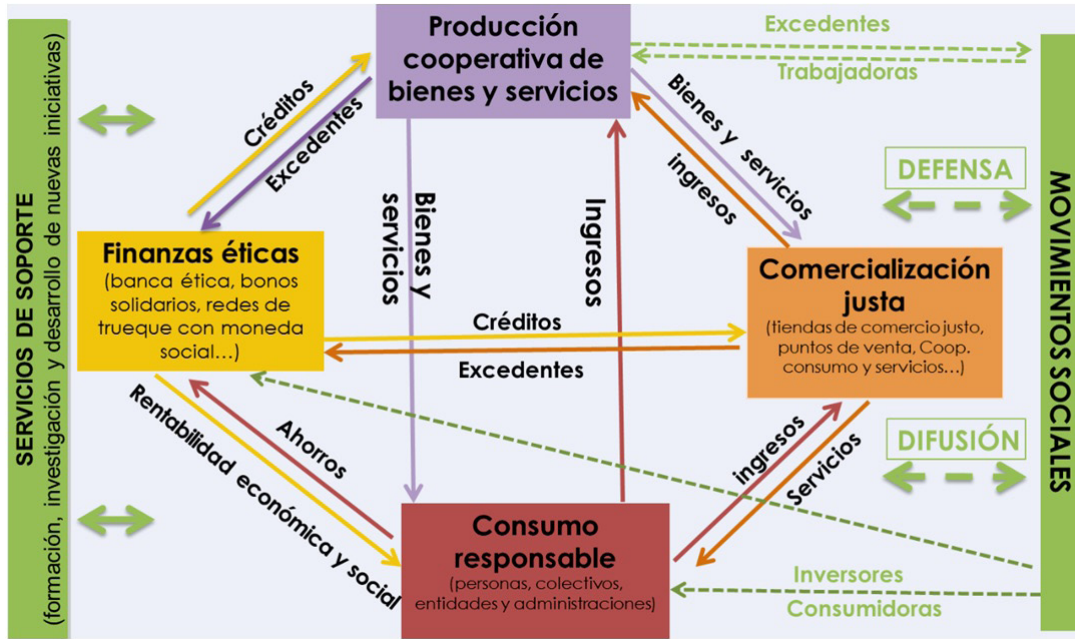 SERVICIOS DE SOPORTE
(formación, investigación y desarrollo de nuevas iniciativas)
Producción
cooperativa de
bienes y servicios
Excedentes
Trabajadoras
Créditos
Excedentes
Bienes y servicios
ingresos
Bienes y
servicios
Ingresos
DEFENSA
MOVIMIENTOS SOCIALES
Finanzas éticas
(banca ética, bonos
solidarios, redes de
trueque con moneda
social...)
Créditos
Excedentes
Comercialización
justa
(tiendas de comercio justo,
puntos de venta, Coop.
consumo y servicios...)
Ahorros
Rentabilidad económica y social
ingresos
Servicios
DIFUSIÓN
Consumo
responsable
(personas, colectivos,
entidades y administraciones)
Inversores
Consumidoras